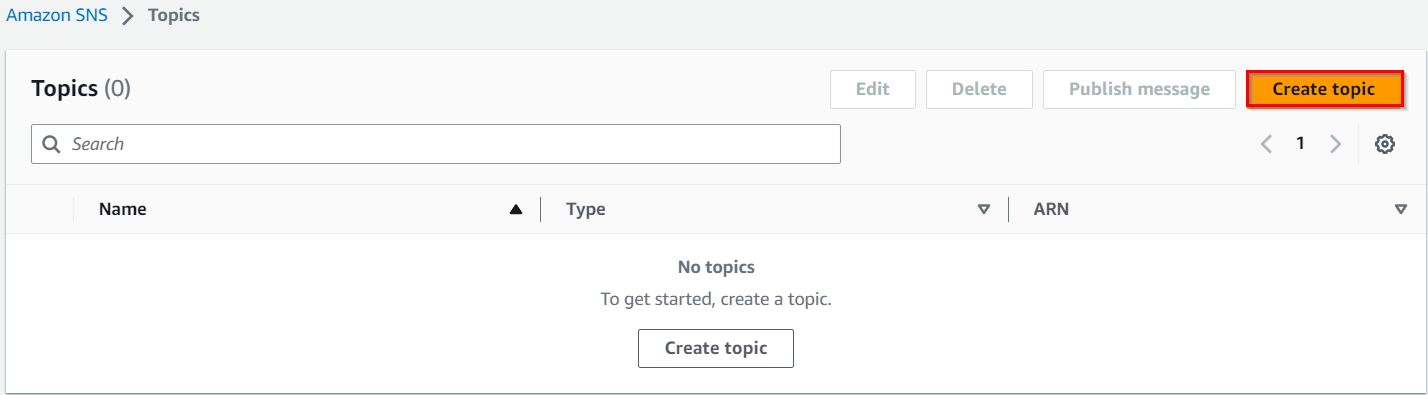 Amazon SNS > Topics
Topics (0)
Edit
Delete
Publish message
Create topic
Search
1
Name
Type
ARN
No topics
To get started, create a topic.
Create topic